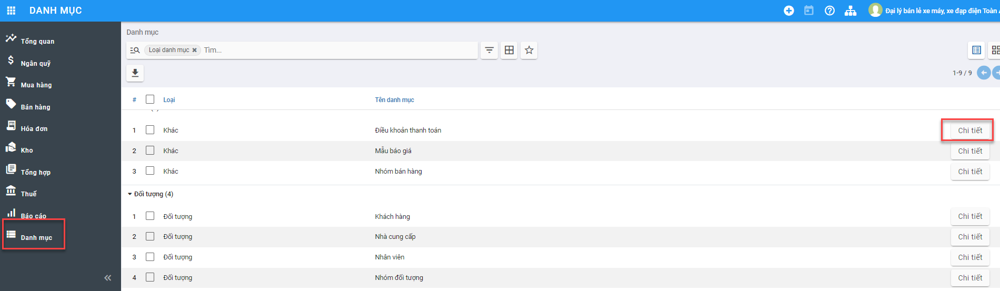 DANH MỤC
Đại lý bán lẻ xe máy, xe đạp điện Toàn
Tổng quan
Ngân quỹ
Mua hàng
Bán hàng
Hóa đơn
Kho
Tổng hợp
Thuế
Báo cáo
Danh mục
Danh mục
Loại danh mục Tìm...
1-9 / 9
# Loại Tên danh mục
1 Khác Điều khoản thanh toán Chi tiết
2 Khác Mẫu báo giá Chi tiết
3 Khác Nhóm bán hàng Chi tiết
Đối tượng (4)
1 Đối tượng Khách hàng Chi tiết
2 Đối tượng Nhà cung cấp Chi tiết
3 Đối tượng Nhân viên Chi tiết
4 Đối tượng Nhóm đối tượng Chi tiết